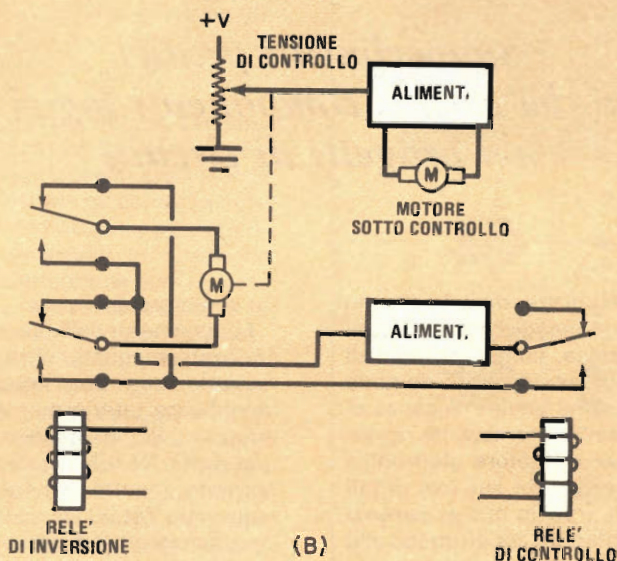 +V
TENSIONE
DI CONTROLLO
ALIMENT.
M
MOTORE
SOTTO CONTROLLO
M
ALIMENT.
RELE'
DI INVERSIONE
(B)
RELE'
DI CONTROLLO